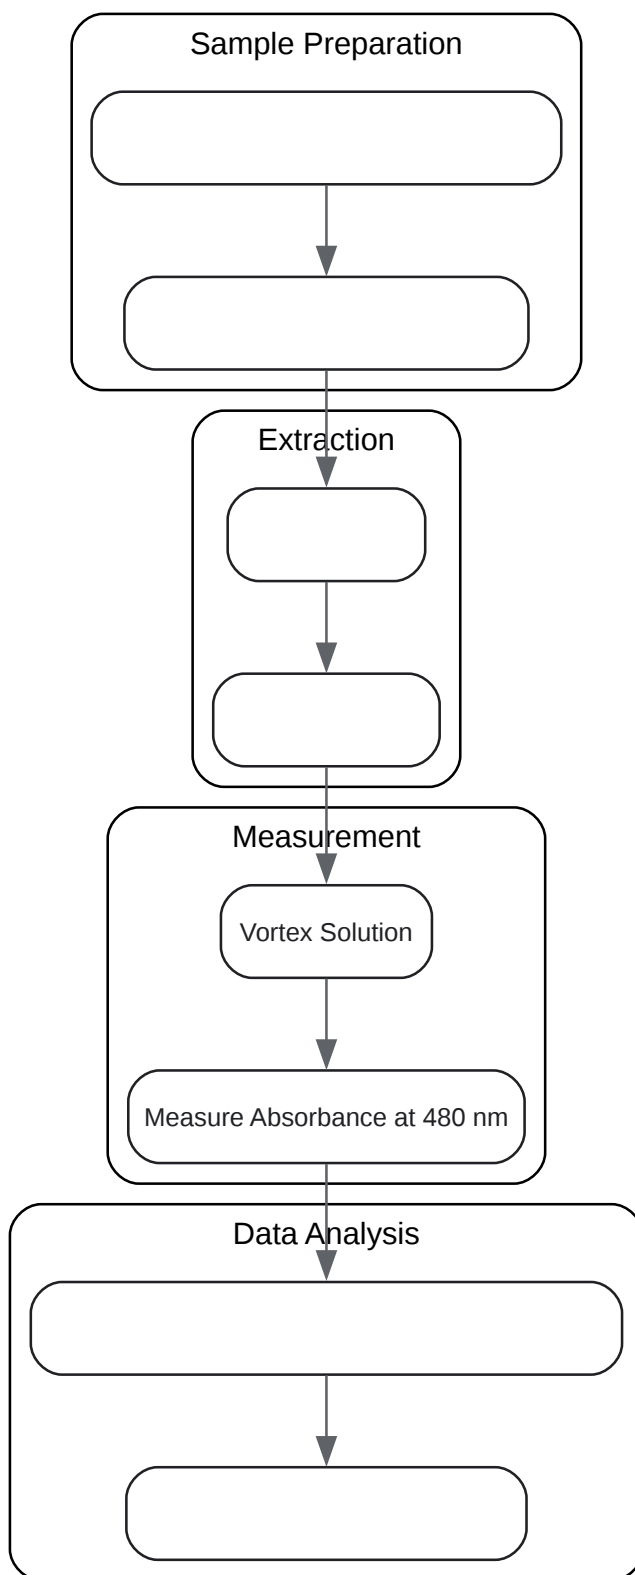 Sample Preparation
Extraction
Measurement
Vortex Solution
Measure Absorbance at 480 nm
Data Analysis